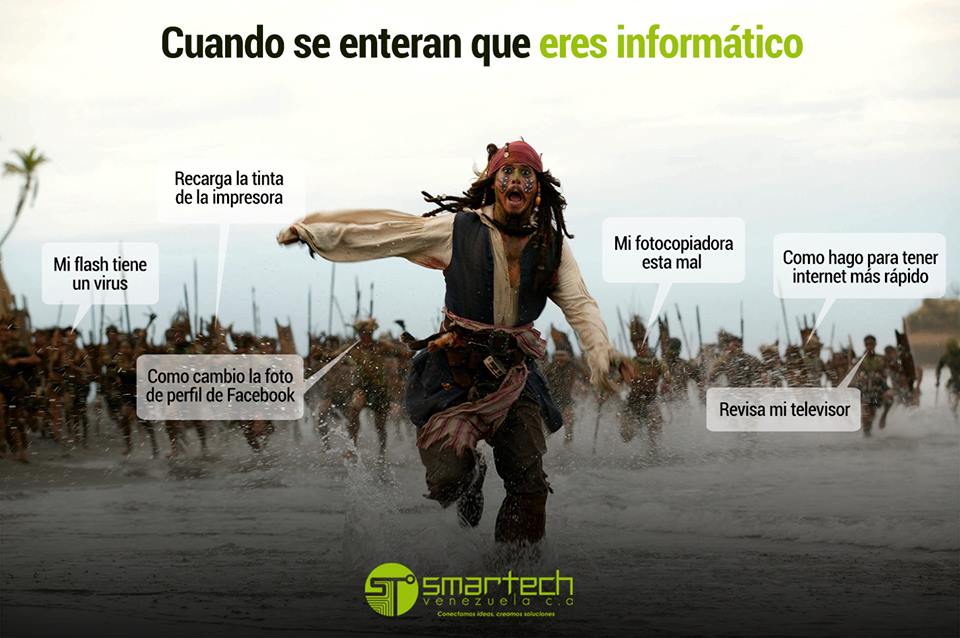 Cuando se enteran que eres informático
Recarga la tinta
de la impresora
Mi flash tiene
un virus
Mi fotocopiadora
esta mal
Como hago para tener
internet más rápido
Como cambio la foto
de perfil de Facebook
Revisa mi televisor
smartech
venezuela c.a
Conectamos ideas, creamos soluciones